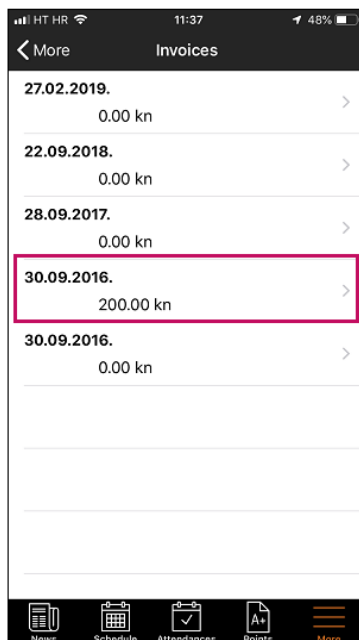 HT HR 11:37 48%
More Invoices
27.02.2019.
0.00 kn
22.09.2018.
0.00 kn
28.09.2017.
0.00 kn
30.09.2016.
200.00 kn
30.09.2016.
0.00 kn
A+
News Schedule Attendances Points More